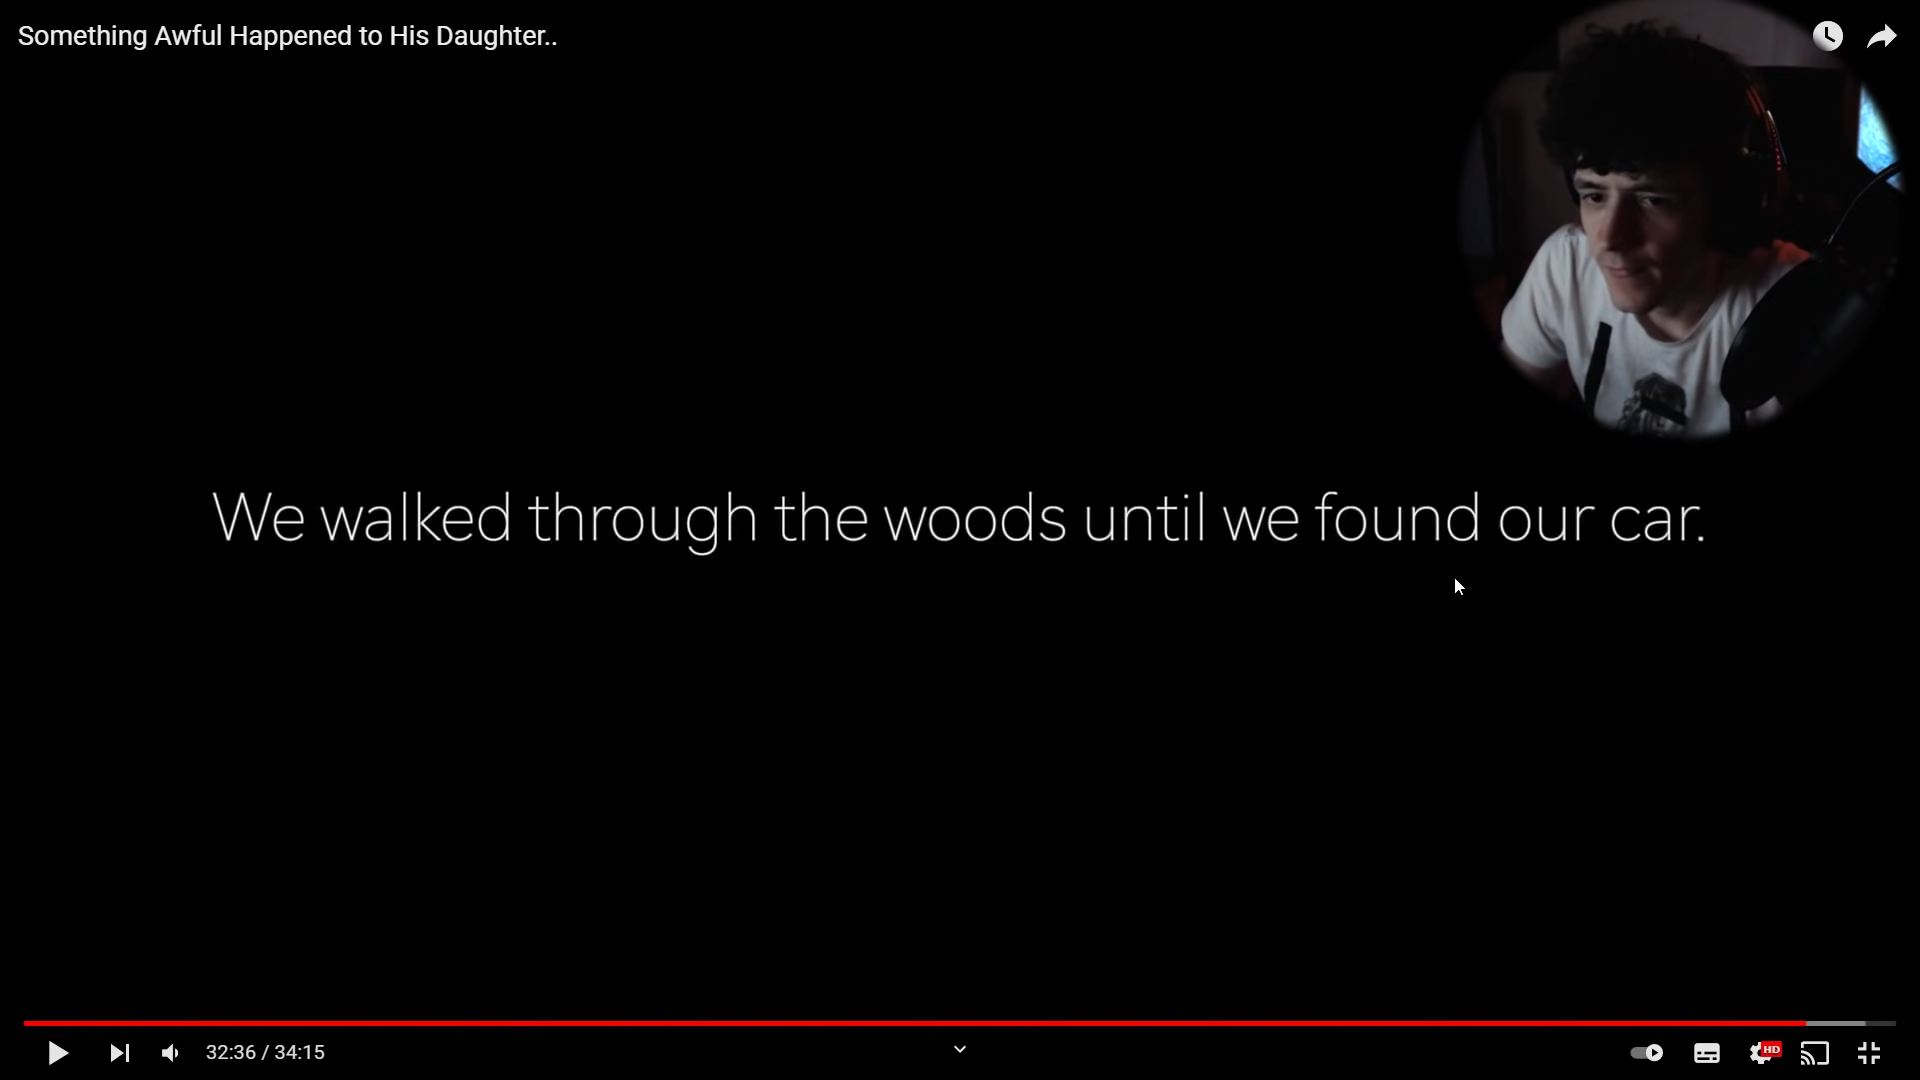 Something Awful Happened to His Daughter..
We walked through the woods until we found our car.
32:36 / 34:15
HD